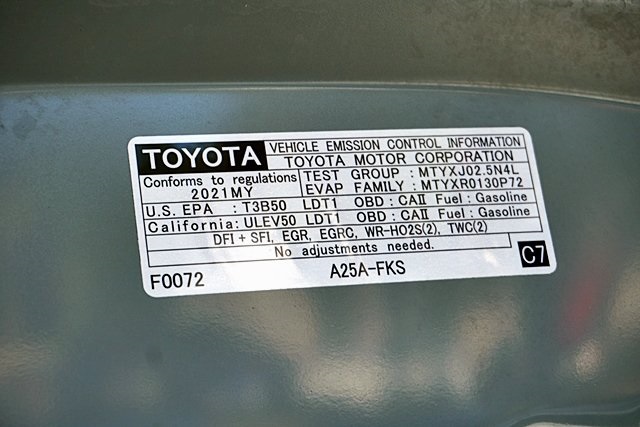 TOYOTA VEHICLE EMISSION CONTROL INFORMATION
TOYOTA MOTOR CORPORATION
Conforms to regulations TEST GROUP : MTYXJ02.5N4L
2021MY EVAP FAMILY : MTYXR0130P72
U.S. EPA : T3B50 LDT1 OBD : CAⅡ Fuel : Gasoline
California: ULEV50 LDT1 OBD : CAⅡ Fuel : Gasoline
DFI + SFI, EGR, EGRC, WR-HO2S(2), TWC(2)
No adjustments needed.
F0072 A25A-FKS C7